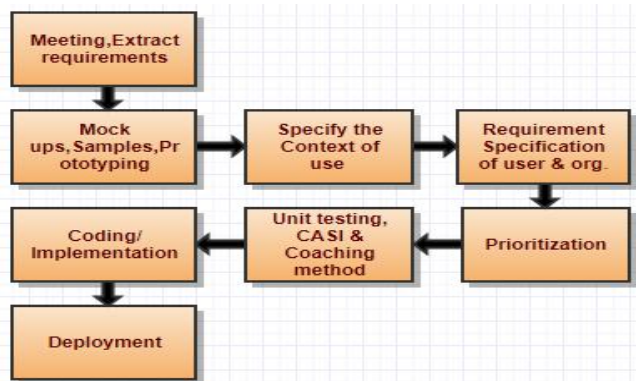 Meeting,Extract
requirements
Mock
ups,Samples,Pr
ototyping
Specify the
Context of
use
Requirement
Specification
of user & org.
Prioritization
Unit testing,
CASI &
Coaching
method
Coding/
Implementation
Deployment